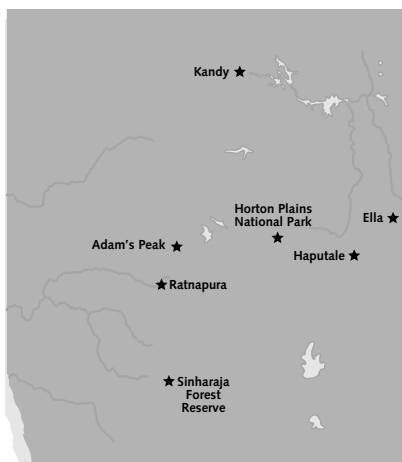 Kandy
Horton Plains
National Park
Ella
Adam's Peak
Haputale
Ratnapura
Sinharaja
Forest
Reserve